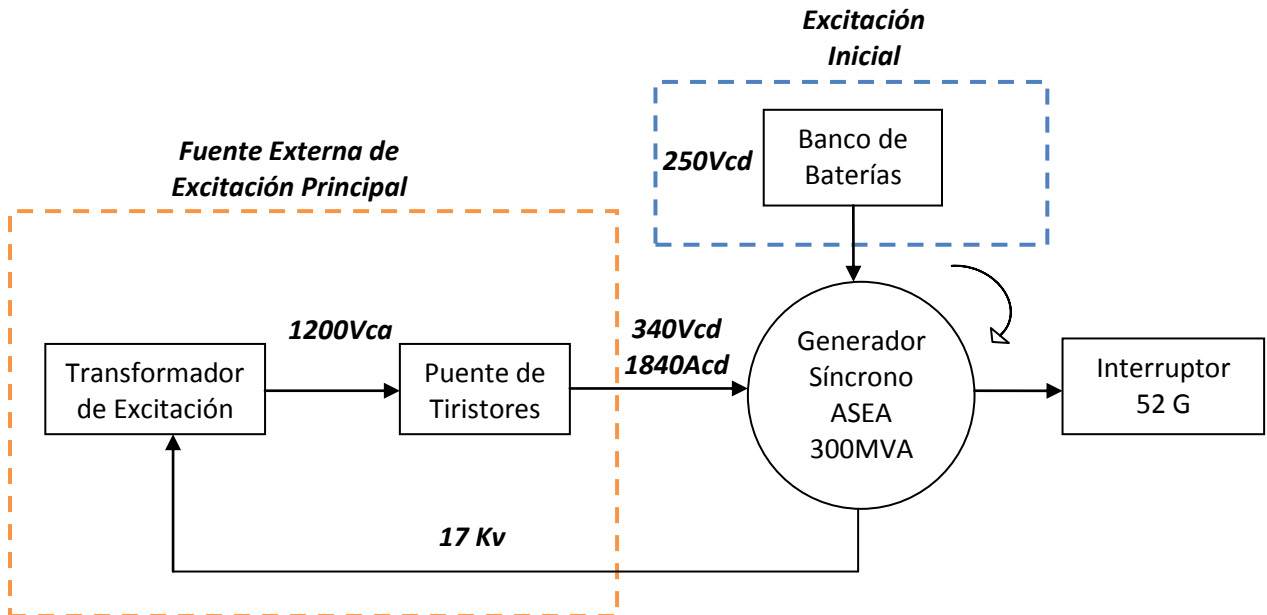 Excitación
Inicial
Banco de
Baterías
250Vcd
Fuente Externa de
Excitación Principal
1200Vca
340Vcd
1840Acd
Transformador
de Excitación
Puente de
Tiristores
Generador
Síncrono
ASEA
300MVA
Interruptor
52 G
17 Kv